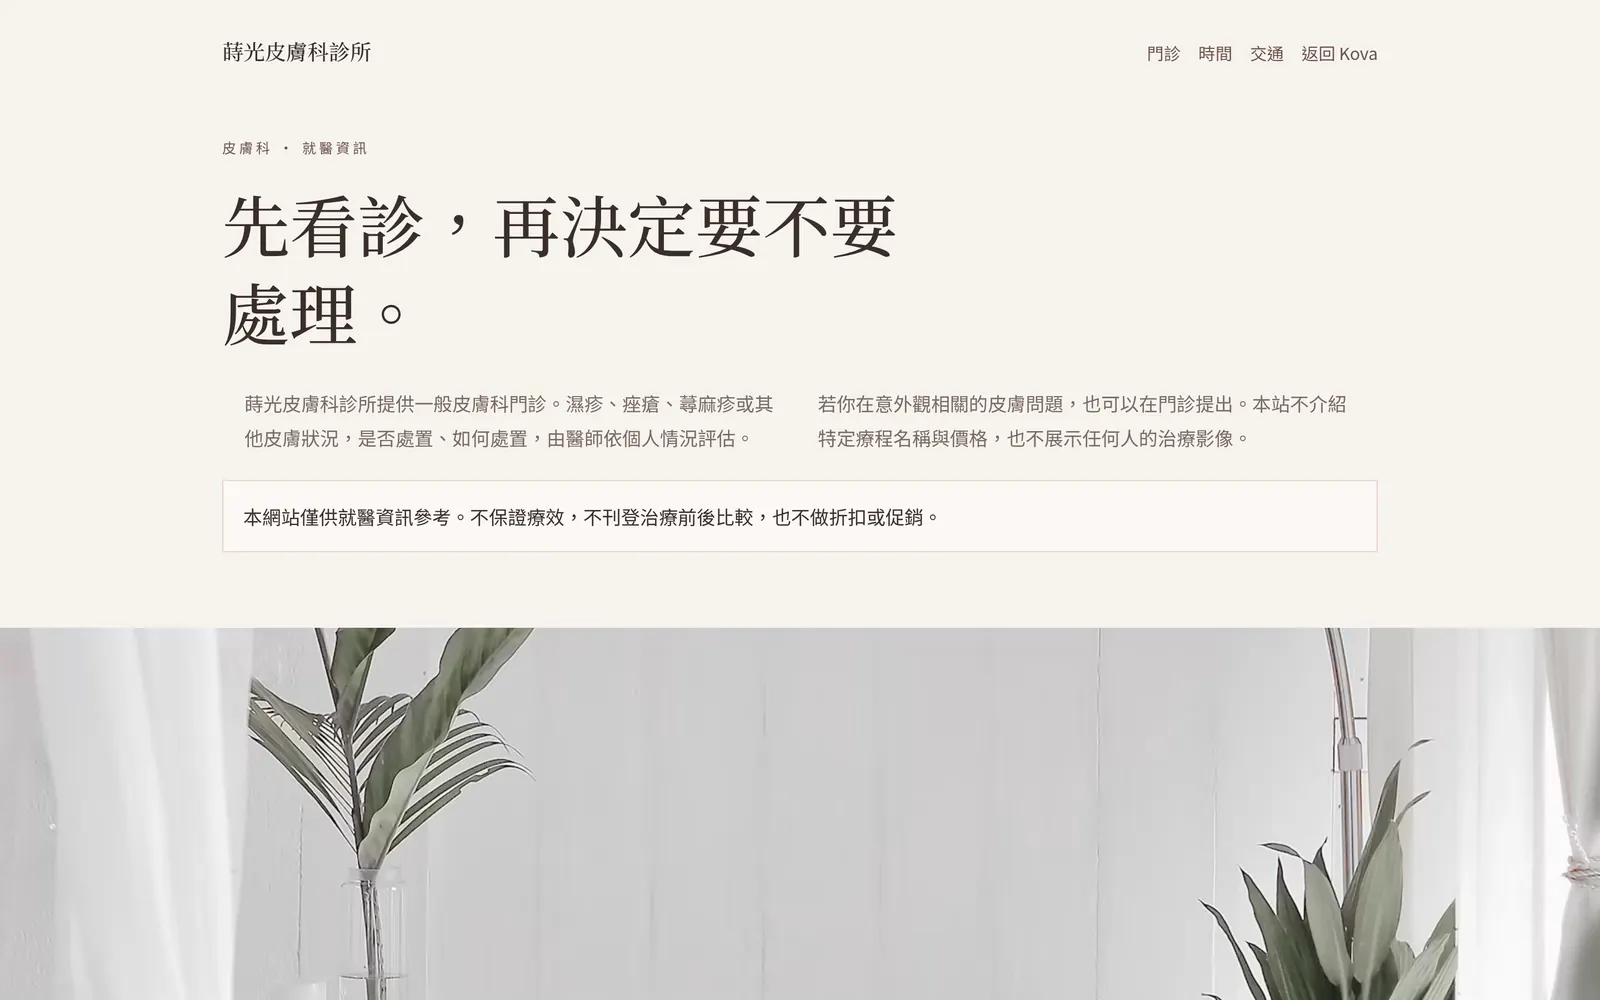 蒔光皮膚科診所
門診 時間 交通 返回 Kova
皮膚科 ・ 就醫資訊
先看診，再決定要不要
處理。
蒔光皮膚科診所提供一般皮膚科門診。濕疹、痤瘡、蕁麻疹或其
他皮膚狀況，是否處置、如何處置，由醫師依個人情況評估。
若你在意外觀相關的皮膚問題，也可以在門診提出。本站不介紹
特定療程名稱與價格，也不展示任何人的治療影像。
本網站僅供就醫資訊參考。不保證療效，不刊登治療前後比較，也不做折扣或促銷。